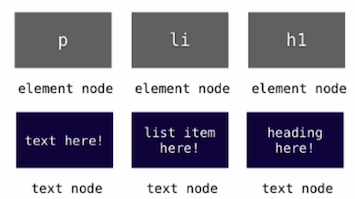 p li h1
element node element node element node
text here! list item here! heading here!
text node text node text node